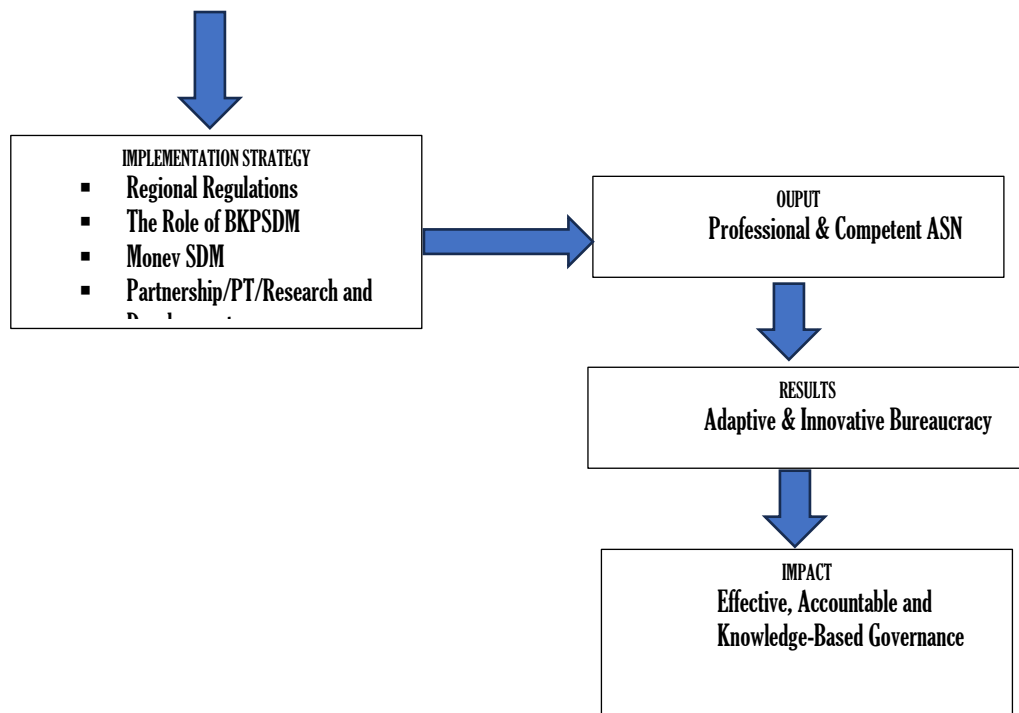 IMPLEMENTATION STRATEGY
▪ Regional Regulations
▪ The Role of BKPSDM
▪ Monev SDM
▪ Partnership/PT/Research and
OUPUT
Professional & Competent ASN
RESULTS
Adaptive & Innovative Bureaucracy
IMPACT
Effective, Accountable and
Knowledge-Based Governance